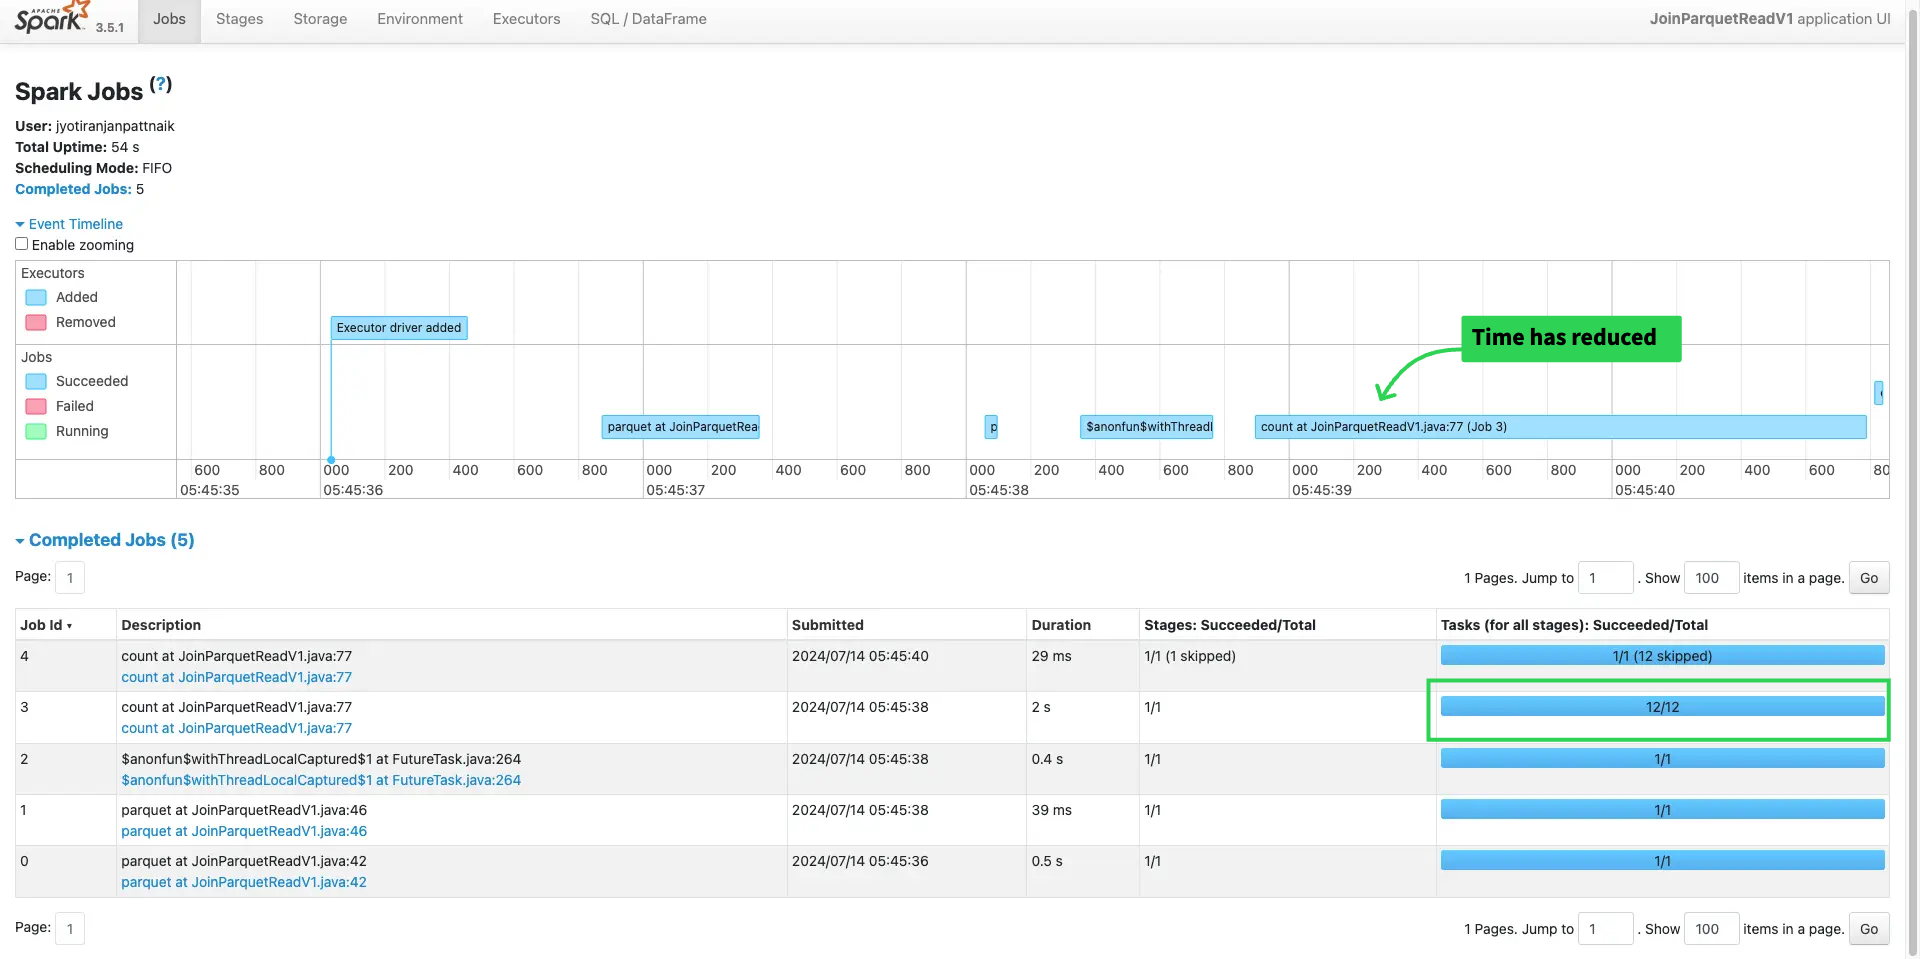 APACHE Spark 3.5.1 Jobs Stages Storage Environment Executors SQL / DataFrame JoinParquetReadV1 application UI
Spark Jobs (?)
User: jyotiranjanpattnaik
Total Uptime: 54 s
Scheduling Mode: FIFO
Completed Jobs: 5
Event Timeline
Enable zooming
Executors
Added
Removed
Executor driver added
Time has reduced
Jobs
Succeeded
Failed
Running
parquet at JoinParquetRea p $anonfun$withThreadl count at JoinParquetReadV1.java:77 (Job 3)
600 800 000 200 400 600 800 000 200 400 600 800 000 200 400 600 800 000 200 400 600 800 000 200 400 600 80
05:45:35 05:45:36 05:45:37 05:45:38 05:45:39 05:45:40
Completed Jobs (5)
Page: 1 1 Pages. Jump to 1 . Show 100 items in a page. Go
Job Id ▾ Description Submitted Duration Stages: Succeeded/Total Tasks (for all stages): Succeeded/Total
4 count at JoinParquetReadV1.java:77 2024/07/14 05:45:40 29 ms 1/1 (1 skipped) 1/1 (12 skipped)
count at JoinParquetReadV1.java:77
3 count at JoinParquetReadV1.java:77 2024/07/14 05:45:38 2 s 1/1 12/12
count at JoinParquetReadV1.java:77
2 $anonfun$withThreadLocalCaptured$1 at FutureTask.java:264 2024/07/14 05:45:38 0.4 s 1/1 1/1
$anonfun$withThreadLocalCaptured$1 at FutureTask.java:264
1 parquet at JoinParquetReadV1.java:46 2024/07/14 05:45:38 39 ms 1/1 1/1
parquet at JoinParquetReadV1.java:46
0 parquet at JoinParquetReadV1.java:42 2024/07/14 05:45:36 0.5 s 1/1 1/1
parquet at JoinParquetReadV1.java:42
Page: 1 1 Pages. Jump to 1 . Show 100 items in a page. Go